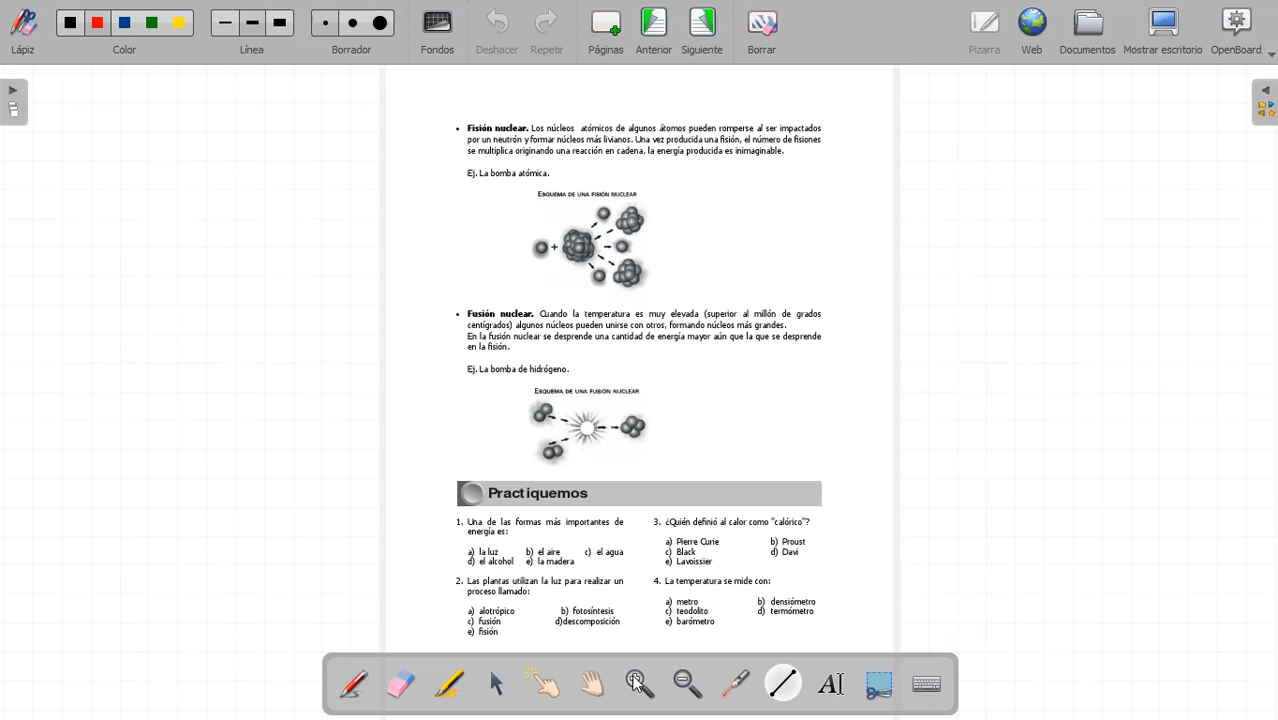 Lápiz Color Línea Borrador Fondos Deshacer Repetir Páginas Anterior Siguiente Borrar Pizarra Web Documentos Mostrar escritorio OpenBoard
• Fisión nuclear. Los núcleos atómicos de algunos átomos pueden romperse al ser impactados
por un neutrón y formar núcleos más livianos. Una vez producida una fisión, el número de fisiones
se multiplica originando una reacción en cadena, la energía producida es inimaginable.
Ej. La bomba atómica.
ESQUEMA DE UNA FISIÓN NUCLEAR
+
• Fusión nuclear. Cuando la temperatura es muy elevada (superior al millón de grados
centígrados) algunos núcleos pueden unirse con otros, formando núcleos más grandes.
En la fusión nuclear se desprende una cantidad de energía mayor aún que la que se desprende
en la fisión.
Ej. La bomba de hidrógeno.
ESQUEMA DE UNA FUSIÓN NUCLEAR
Practiquemos
1. Una de las formas más importantes de
energía es:
a) la luz b) el aire c) el agua
d) el alcohol e) la madera
2. Las plantas utilizan la luz para realizar un
proceso llamado:
a) alotrópico b) fotosíntesis
c) fusión d)descomposición
e) fisión
3. ¿Quién definió al calor como "calórico"?
a) Pierre Curie b) Proust
c) Black d) Davi
e) Lavoissier
4. La temperatura se mide con:
a) metro b) densiómetro
c) teodolito d) termómetro
e) barómetro
AI